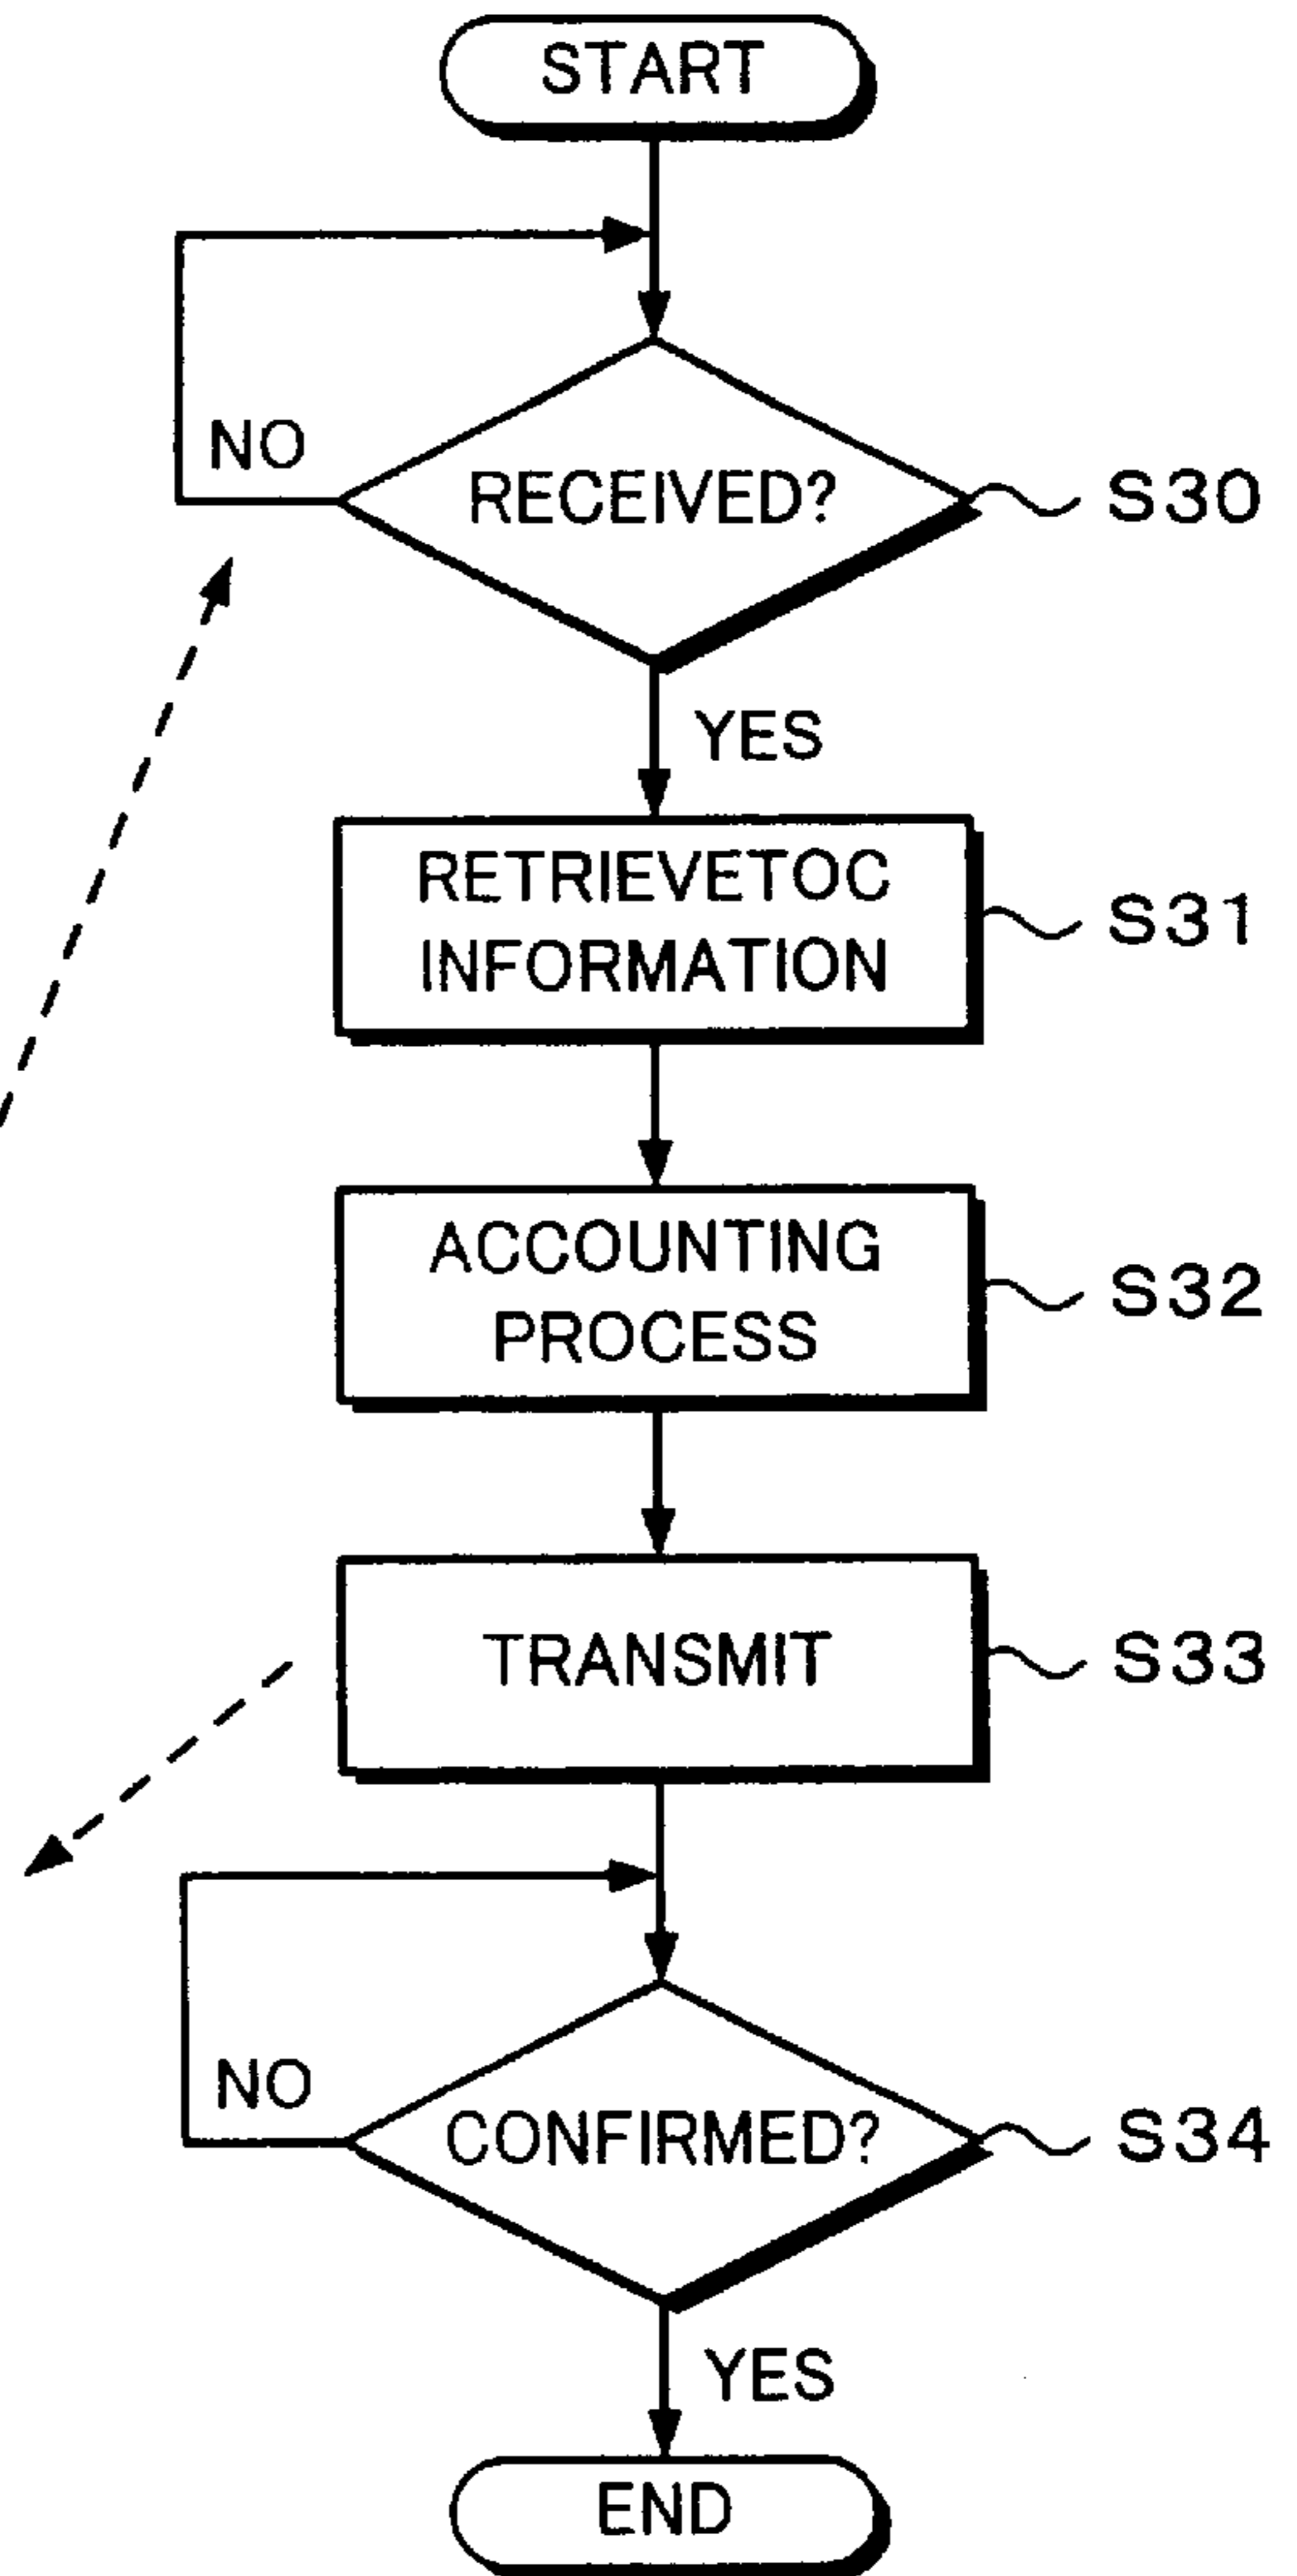 START
NO
RECEIVED?
S30
YES
RETRIEVETOC
INFORMATION
S31
ACCOUNTING
PROCESS
S32
TRANSMIT
S33
NO
CONFIRMED?
S34
YES
END